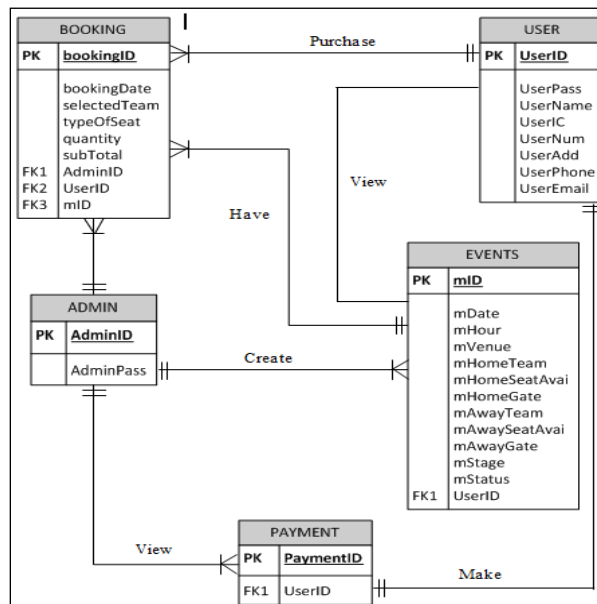 BOOKING
PK bookingID
bookingDate
selectedTeam
typeOfSeat
quantity
subTotal
FK1 AdminID
FK2 UserID
FK3 mID
Purchase
USER
PK UserID
UserPass
UserName
UserIC
UserNum
UserAdd
UserPhone
UserEmail
View
Have
EVENTS
PK mID
mDate
mHour
mVenue
mHomeTeam
mHomeSeatAvai
mHomeGate
mAwayTeam
mAwaySeatAvai
mAwayGate
mStage
mStatus
FK1 UserID
ADMIN
PK AdminID
AdminPass
Create
View
PAYMENT
PK PaymentID
FK1 UserID
Make